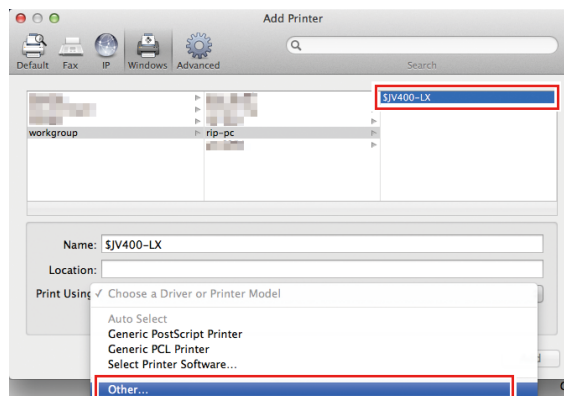 Add Printer
Default Fax IP Windows Advanced Search
$JV400-LX
workgroup rip-pc
Name: $JV400-LX
Location:
Print Using ✓ Choose a Driver or Printer Model
Auto Select
Generic PostScript Printer
Generic PCL Printer
Select Printer Software...
Other...